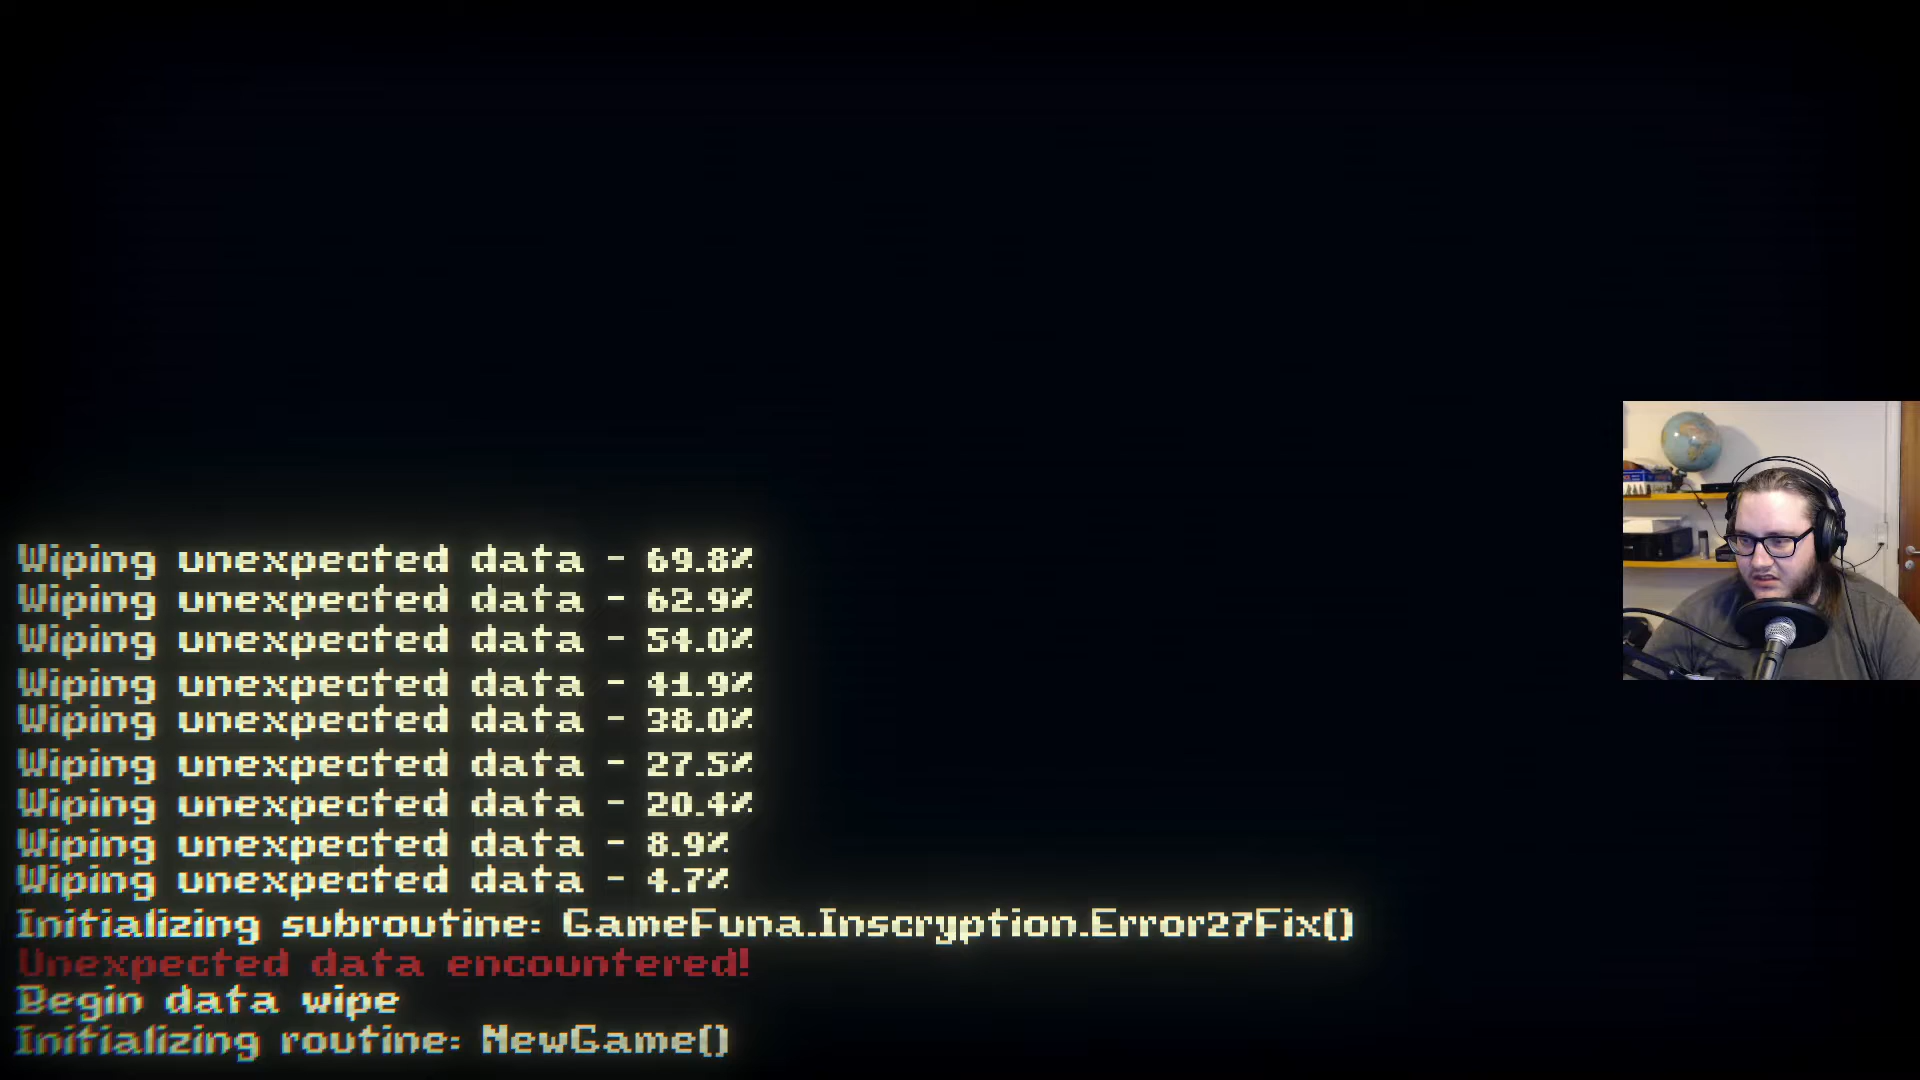 Wiping unexpected data - 69.8%
Wiping unexpected data - 62.9%
Wiping unexpected data - 54.0%
Wiping unexpected data - 41.9%
Wiping unexpected data - 38.0%
Wiping unexpected data - 27.5%
Wiping unexpected data - 20.4%
Wiping unexpected data - 8.9%
Wiping unexpected data - 4.7%
Initializing subroutine: GameFuna.Inscryption.Error27Fix()
Unexpected data encountered!
Begin data wipe
Initializing routine: NewGame()